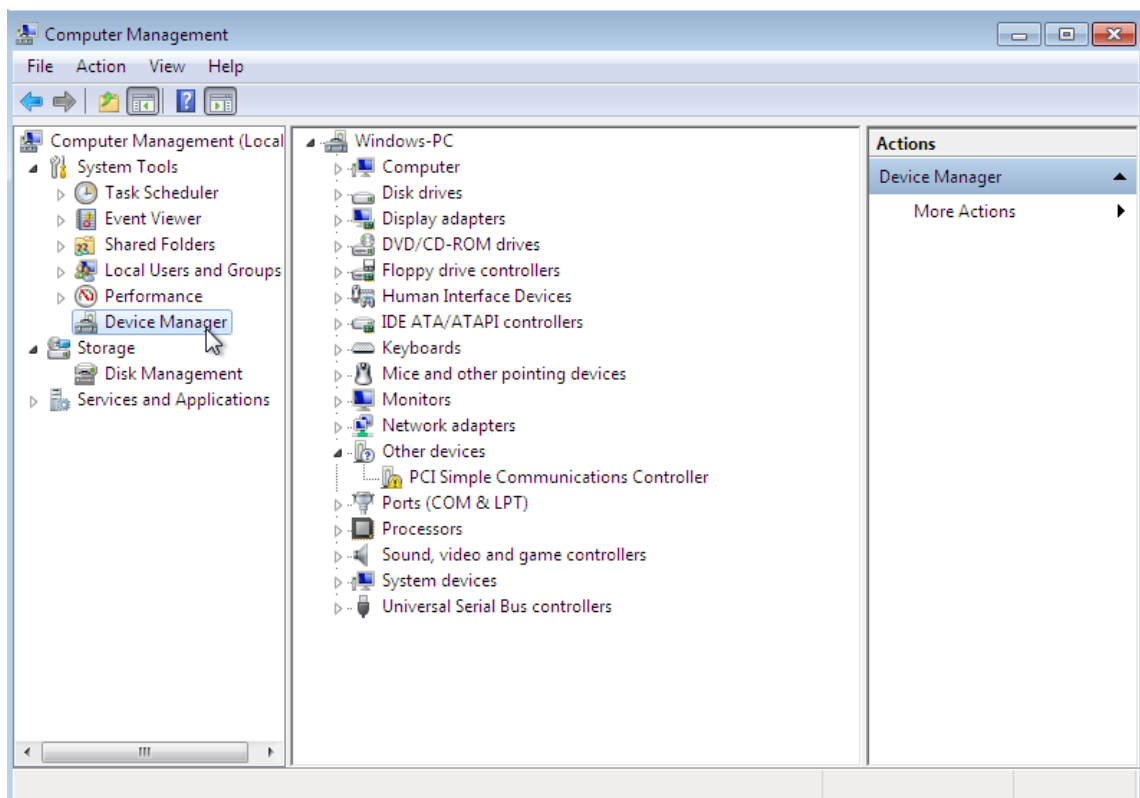 Computer Management
File Action View Help
Computer Management (Local
System Tools
Task Scheduler
Event Viewer
Shared Folders
Local Users and Groups
Performance
Device Manager
Storage
Disk Management
Services and Applications
Windows-PC
Computer
Disk drives
Display adapters
DVD/CD-ROM drives
Floppy drive controllers
Human Interface Devices
IDE ATA/ATAPI controllers
Keyboards
Mice and other pointing devices
Monitors
Network adapters
Other devices
PCI Simple Communications Controller
Ports (COM & LPT)
Processors
Sound, video and game controllers
System devices
Universal Serial Bus controllers
Actions
Device Manager
More Actions